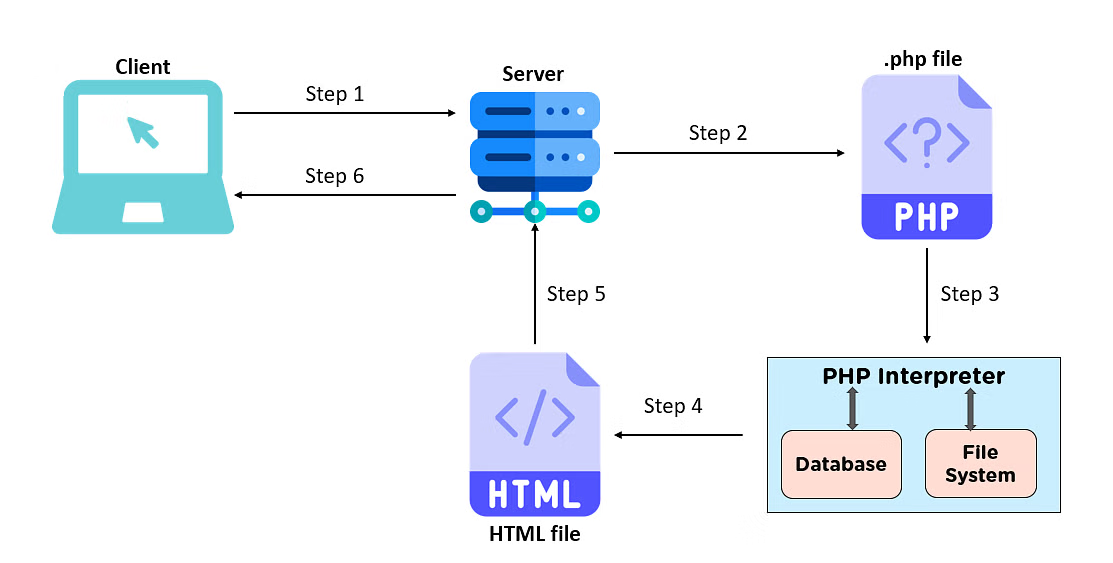 Client
Server
.php file
Step 1
Step 2
Step 6
PHP
Step 5
Step 3
PHP Interpreter
Step 4
Database
File
System
HTML
HTML file